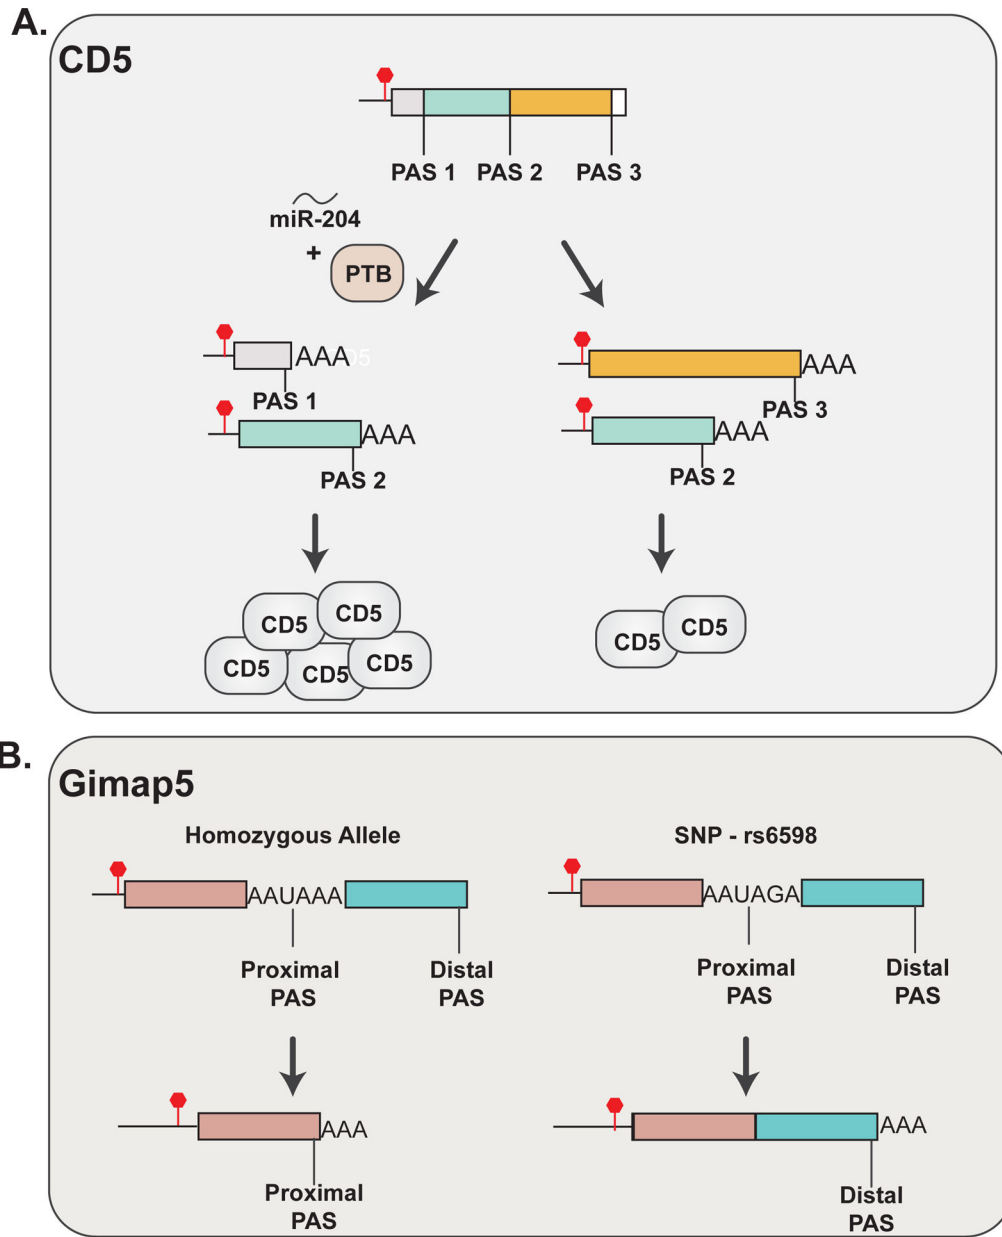 A.
CD5
PAS 1 PAS 2 PAS 3
miR-204
+
PTB
AAA
PAS 1
AAA
PAS 2
AAA
PAS 3
AAA
PAS 2
CD5
CD5
CD5
CD5
CD5
CD5
CD5
B.
Gimap5
Homozygous Allele
AAUAAA
Proximal
PAS
Distal
PAS
AAA
Proximal
PAS
SNP - rs6598
AAUAGA
Proximal
PAS
Distal
PAS
AAA
Distal
PAS